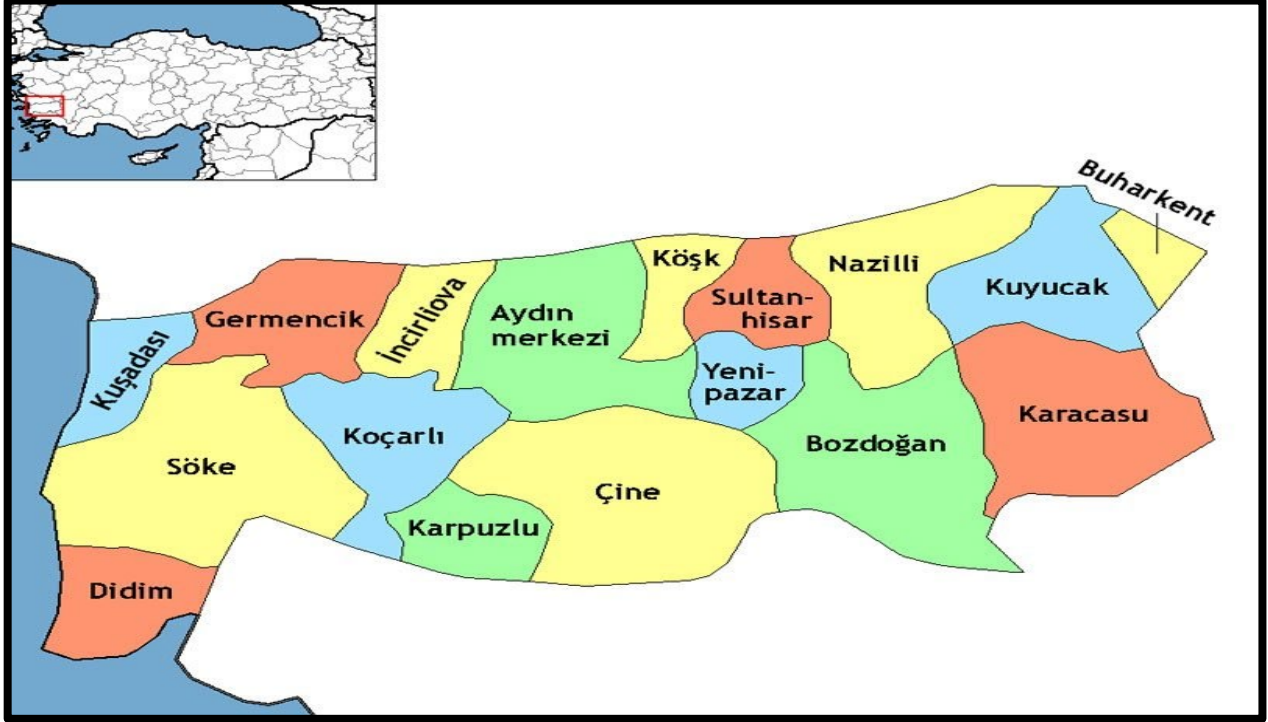 Buharkent
Köşk
Nazilli
Kuyucak
Sultan-
hisar
Germencik
İncirliova
Aydın
merkezi
Kuşadası
Yeni-
pazar
Karacasu
Koçarlı
Bozdoğan
Söke
Çine
Karpuzlu
Didim